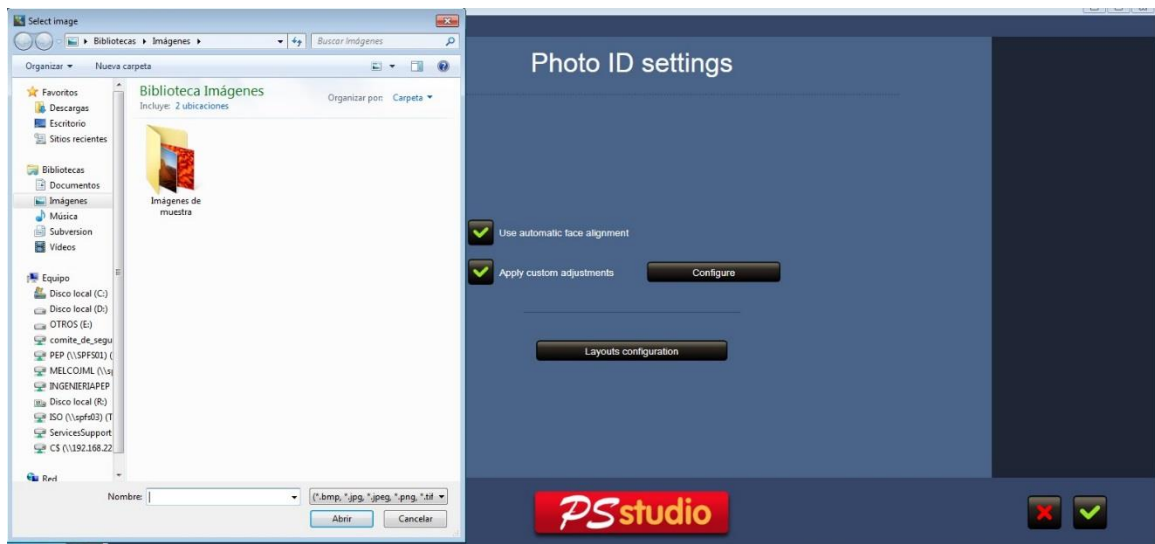 Select image
Bibliotecas Imágenes
Buscar Imágenes
Organizar Nueva carpeta
Favoritos
Descargas
Escritorio
Sitios recientes
Bibliotecas
Documentos
Imágenes
Música
Subversion
Vídeos
Equipo
Disco local (C:)
Disco local (D:)
OTROS (E:)
comite_de_segu
PEP (\\SPFS01) (
MELCOJML (\\s
INGENIERIAPEP
Disco local (R:)
ISO (\\spfs03) (T
ServicesSupport
C$ (\\192.168.22
Red
Biblioteca Imágenes
Incluye: 2 ubicaciones
Organizar por: Carpeta
Imágenes de
muestra
Nombre:
(*.bmp, *.jpg, *.jpeg, *.png, *.tif
Abrir Cancelar
Photo ID settings
Use automatic face alignment
Apply custom adjustments Configure
Layouts configuration
PSstudio